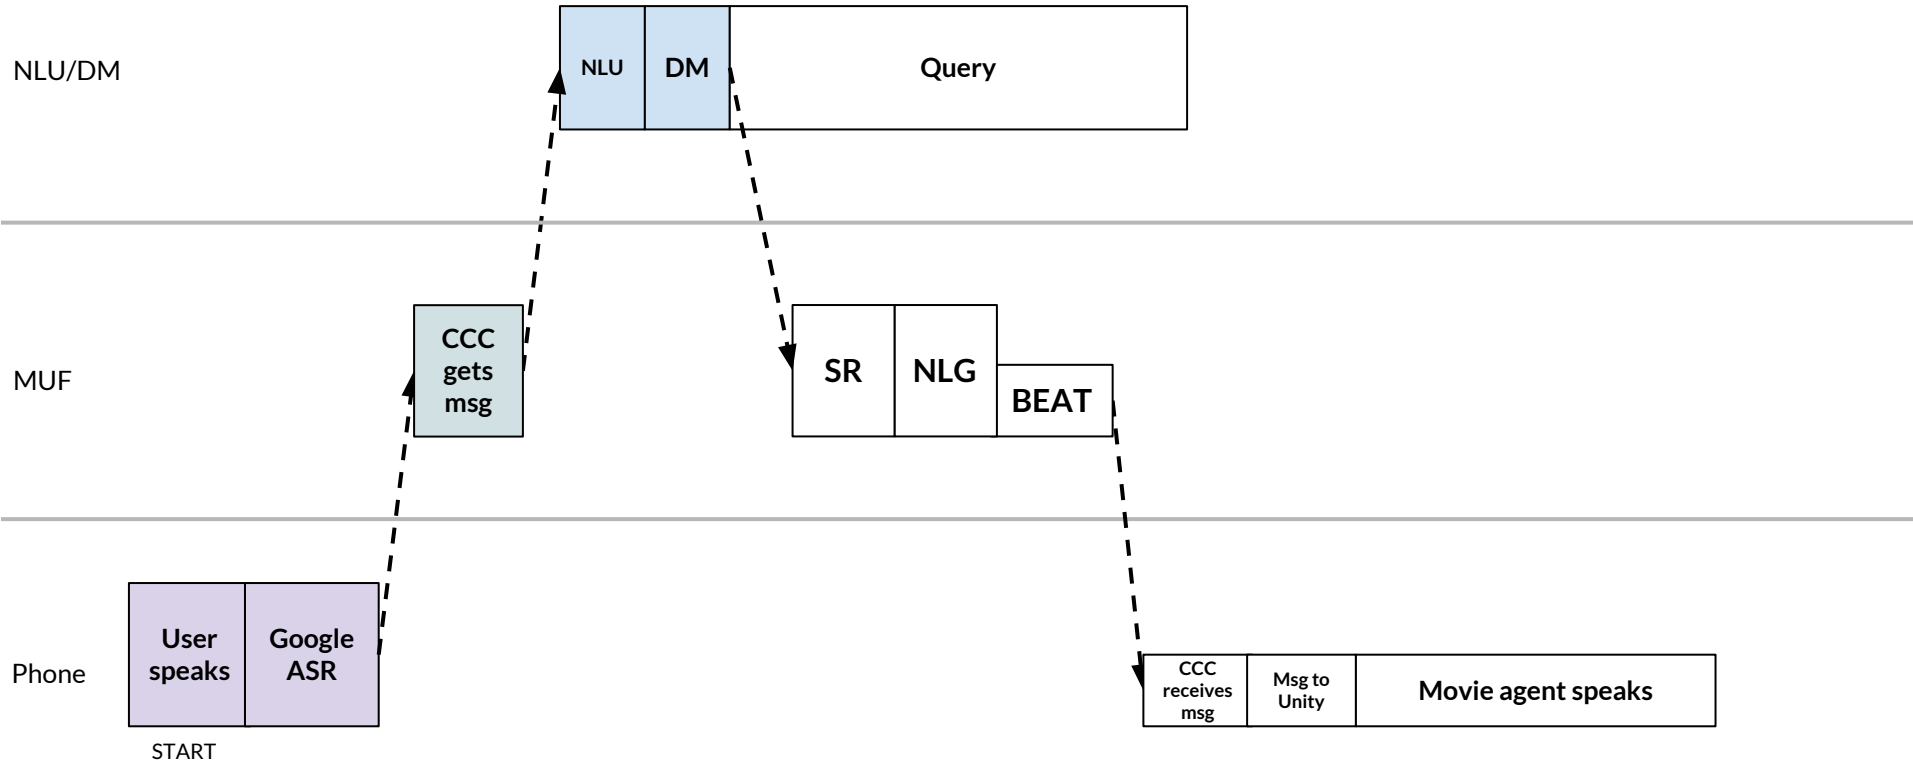 NLU/DM
NLU
DM
Query
MUF
CCC
gets
msg
SR
NLG
BEAT
Phone
User
speaks
Google
ASR
CCC
receives
msg
Msg to
Unity
Movie agent speaks
START